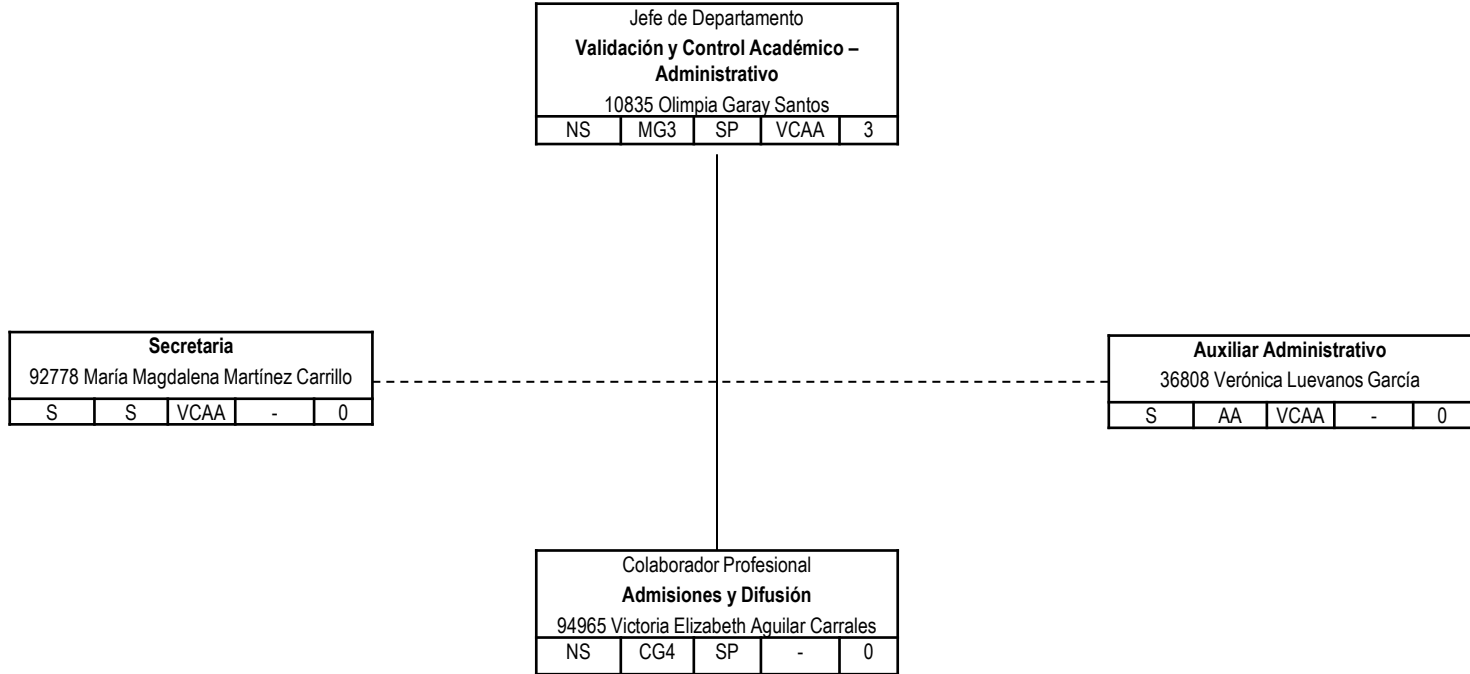 Jefe de Departamento
Validación y Control Académico –
Administrativo
10835 Olimpia Garay Santos
NS MG3 SP VCAA 3
Secretaria
92778 María Magdalena Martínez Carrillo
S S VCAA - 0
Auxiliar Administrativo
36808 Verónica Luevanos García
S AA VCAA - 0
Colaborador Profesional
Admisiones y Difusión
94965 Victoria Elizabeth Aguilar Carrales
NS CG4 SP - 0